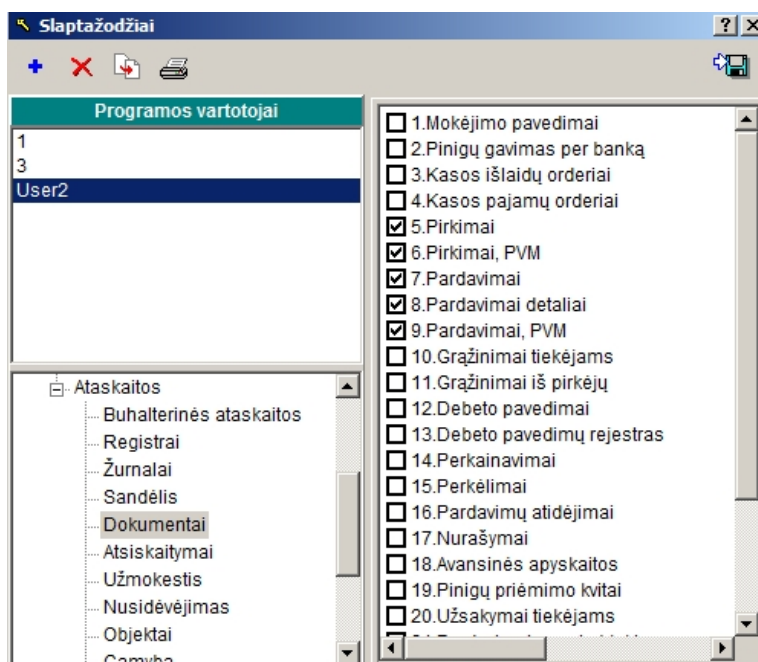 Slaptažodžiai
Programos vartotojai
1
3
User2
Ataskaitos
Buhalterinės ataskaitos
Registrai
Žurnalai
Sandėlis
Dokumentai
Atsiskaitymai
Užmokestis
Nusidėvėjimas
Objektai
Gamyba
1.Mokėjimo pavedimai
2.Pinigų gavimas per banką
3.Kasos išlaidų orderiai
4.Kasos pajamų orderiai
5.Pirkimai
6.Pirkimai, PVM
7.Pardavimai
8.Pardavimai detaliai
9.Pardavimai, PVM
10.Grąžinimai tiekėjams
11.Grąžinimai iš pirkėjų
12.Debeto pavedimai
13.Debeto pavedimų rejestras
14.Perkainavimai
15.Perkėlimai
16.Pardavimų atidėjimai
17.Nurašymai
18.Avansinės apyskaitos
19.Pinigų priėmimo kvitai
20.Užsakymai tiekėjams